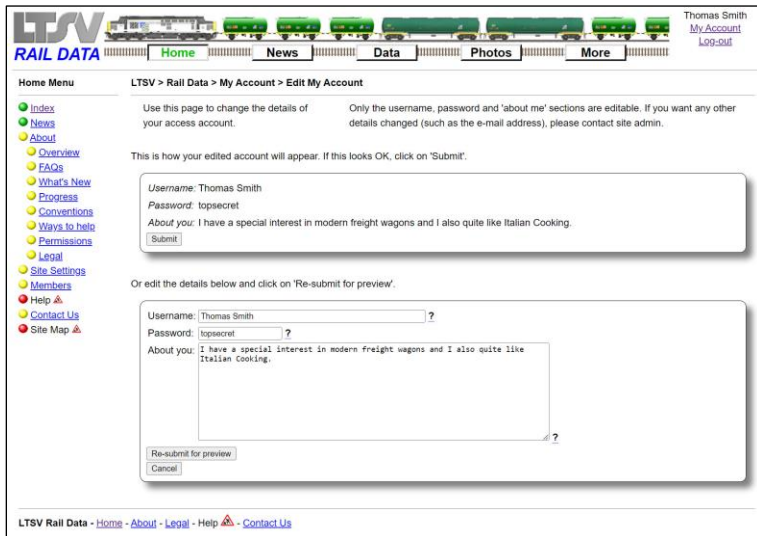 LTSV
RAIL DATA
Home
News
Data
Photos
More
Thomas Smith
My Account
Log-out
Home Menu
Index
News
About
Overview
FAQs
What's New
Progress
Conventions
Ways to help
Permissions
Legal
Site Settings
Members
Help
Contact Us
Site Map
LTSV > Rail Data > My Account > Edit My Account
Use this page to change the details of
your access account.
Only the username, password and 'about me' sections are editable. If you want any other
details changed (such as the e-mail address), please contact site admin.
This is how your edited account will appear. If this looks OK, click on 'Submit'.
Username: Thomas Smith
Password: topsecret
About you: I have a special interest in modern freight wagons and I also quite like Italian Cooking.
Submit
Or edit the details below and click on 'Re-submit for preview'.
Username: Thomas Smith ?
Password: topsecret ?
About you: I have a special interest in modern freight wagons and I also quite like
Italian Cooking.
?
Re-submit for preview
Cancel
LTSV Rail Data - Home - About - Legal - Help - Contact Us